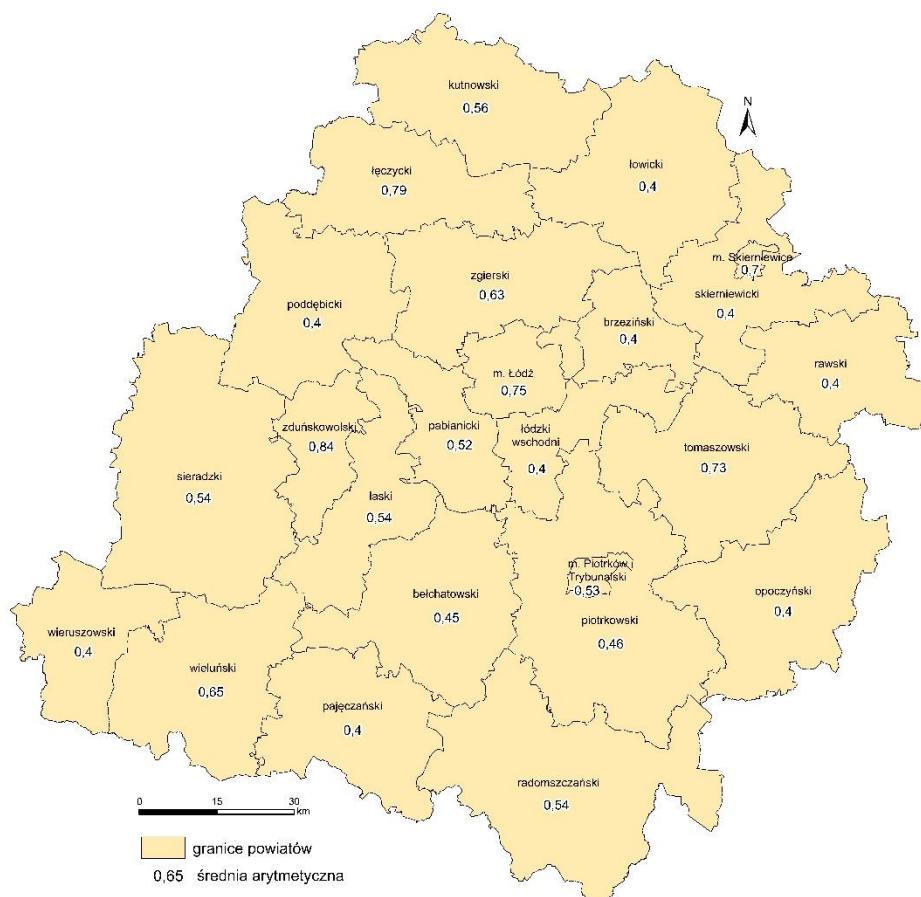 kutnowski
0,56
N
łęczycki
0,79
łowicki
0,4
m. Skierniewice
0,7
zgierski
0,63
skierniewicki
0,4
poddębicki
0,4
brzeziński
0,4
rawski
0,4
m. Łódź
0,75
zduńskowolski
0,84
pabianicki
0,52
łódzki
wschodni
0,4
tomaszowski
0,73
sieradzki
0,54
łaski
0,54
m. Piotrków
Trybunalski
0,53
bełchatowski
0,45
opoczyński
0,4
piotrkowski
0,46
wieruszowski
0,4
wieluński
0,65
pajęczański
0,4
radomszczański
0,54
0 15 30
km
granice powiatów
0,65 średnia arytmetyczna